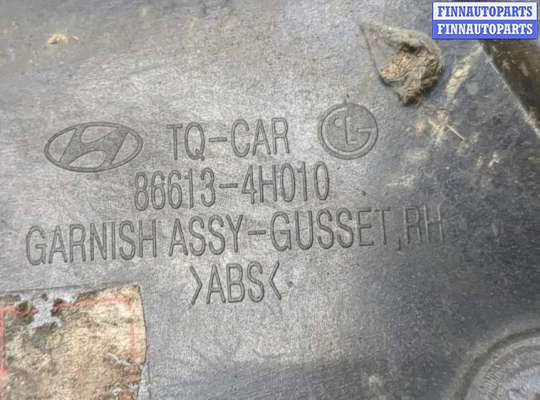 FINNAUTOPARTS
FINNAUTOPARTS
TQ-CAR
86613-4H010
GARNISH ASSY-GUSSET,RH
>ABS<